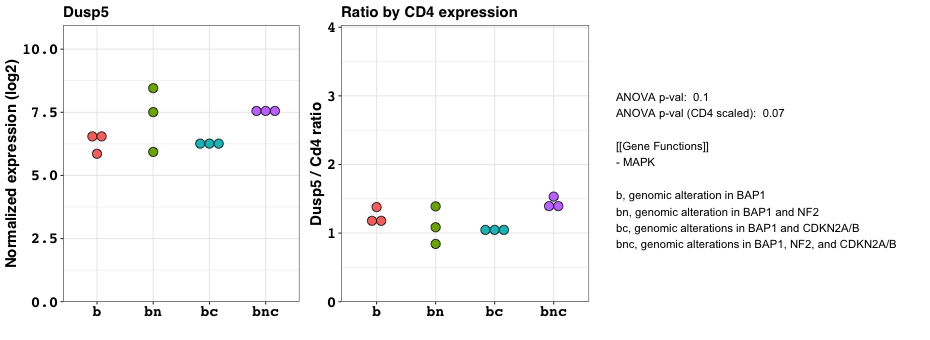 Dusp5
Normalized expression (log2)
10.0
7.5
5.0
2.5
0.0
b bn bc bnc
Ratio by CD4 expression
Dusp5 / Cd4 ratio
4
3
2
1
0
b bn bc bnc
ANOVA p-val: 0.1
ANOVA p-val (CD4 scaled): 0.07
[[Gene Functions]]
- MAPK
b, genomic alteration in BAP1
bn, genomic alteration in BAP1 and NF2
bc, genomic alterations in BAP1 and CDKN2A/B
bnc, genomic alterations in BAP1, NF2, and CDKN2A/B